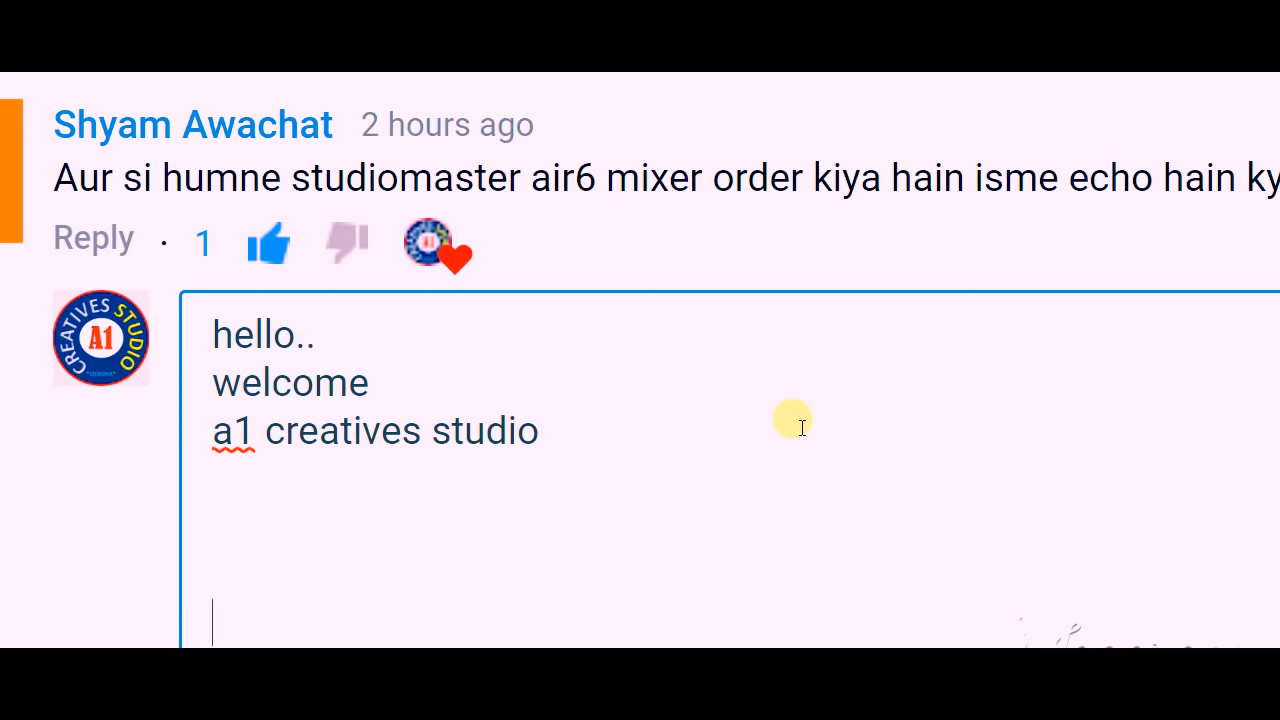 Shyam Awachat 2 hours ago
Aur si humne studiomaster air6 mixer order kiya hain isme echo hain
Reply · 1
A1
CREATIVES STUDIO
A1
hello..
welcome
a1 creatives studio